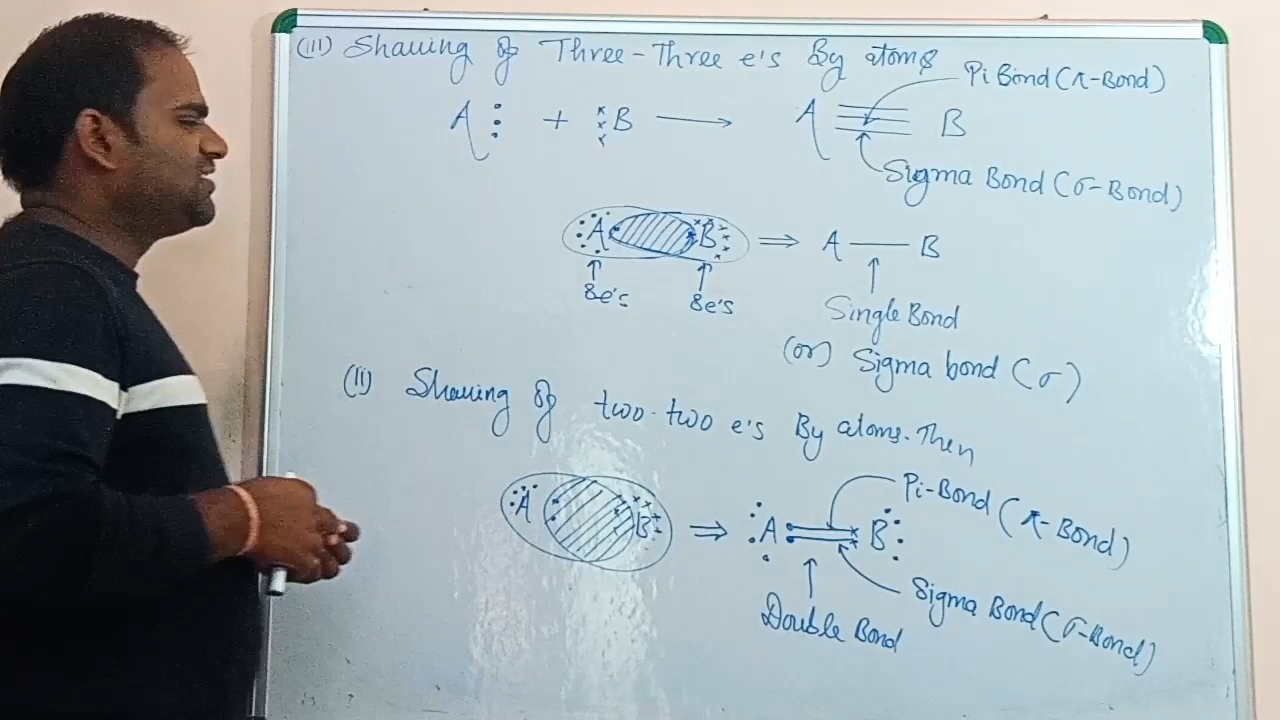 (III) Sharing of Three-Three e's By atoms
Pi Bond (π-Bond)
A + B → A ≡ B
Sigma Bond (σ-Bond)
A B ⇒ A — B
8e's 8e's
Single Bond
(or) Sigma bond (σ)
(II) Sharing of two-two e's By atoms. Then
Pi-Bond (π-Bond)
A B ⇒ A = B
Sigma Bond (σ-Bond)
Double Bond